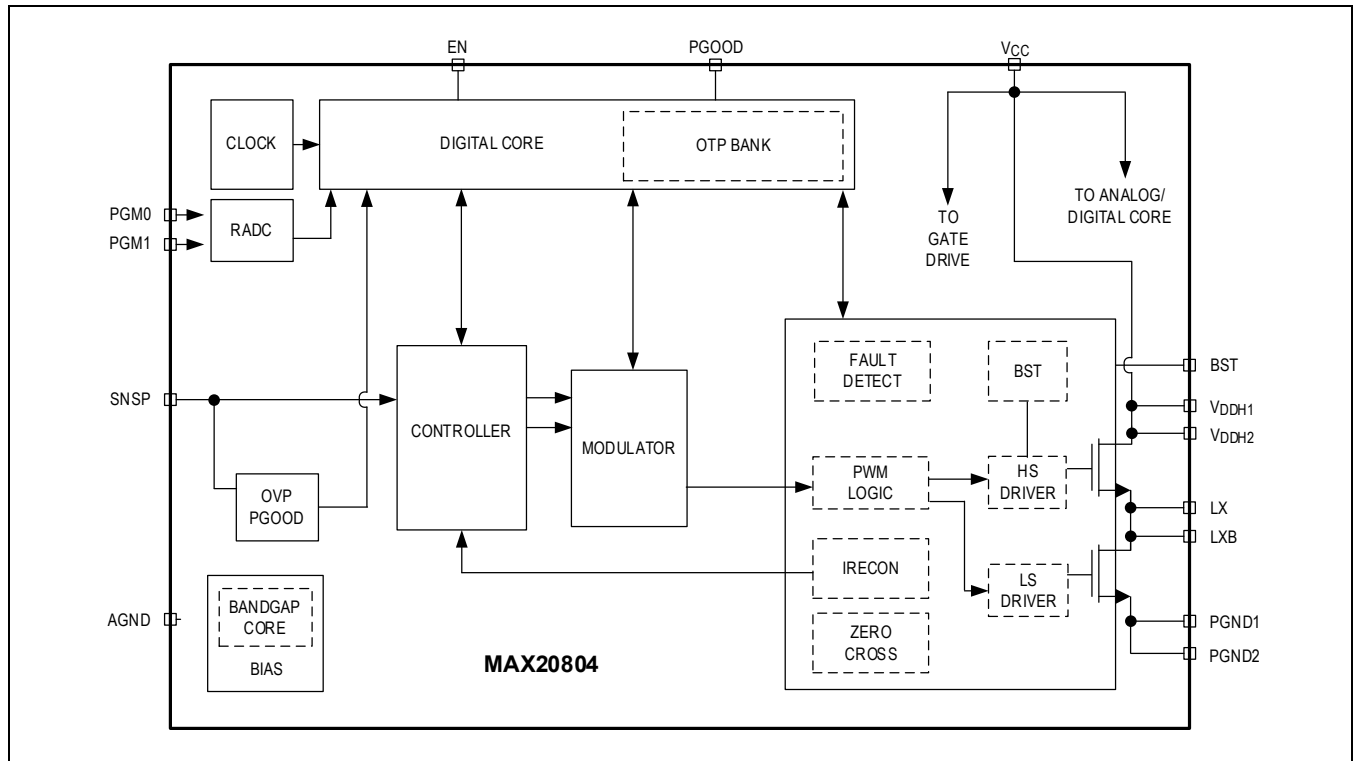 EN
PGOOD
VCC
CLOCK
DIGITAL CORE
OTP BANK
PGM0
PGM1
RADC
TO
GATE
DRIVE
TO ANALOG/
DIGITAL CORE
SNSP
CONTROLLER
MODULATOR
OVP
PGOOD
FAULT
DETECT
BST
PWM
LOGIC
HS
DRIVER
IRECON
LS
DRIVER
ZERO
CROSS
BST
VDDH1
VDDH2
LX
LXB
PGND1
PGND2
AGND
BANDGAP
CORE
BIAS
MAX20804